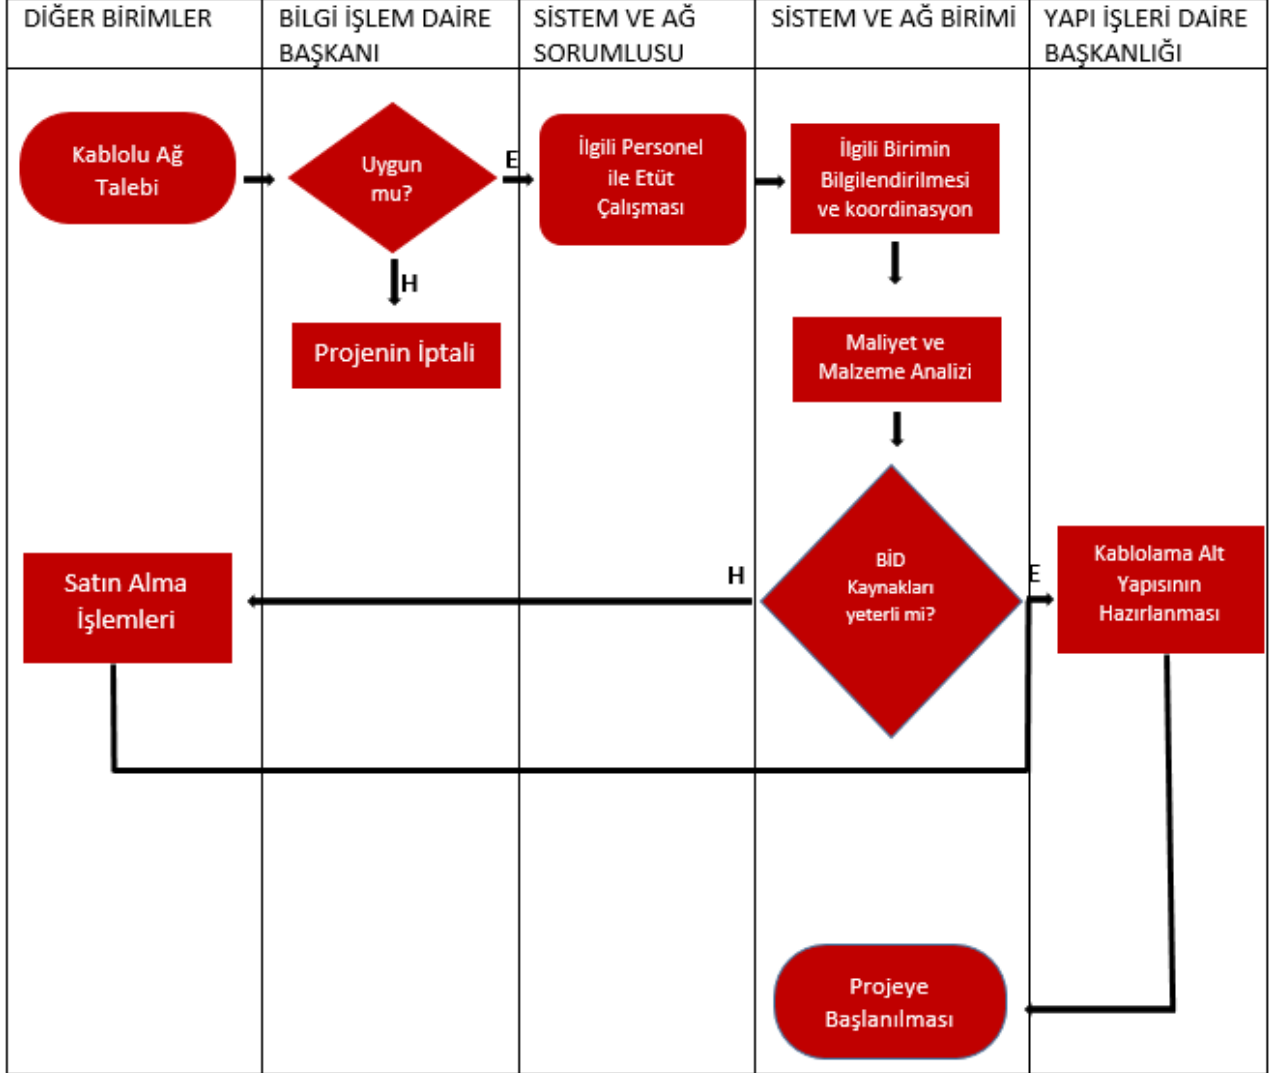 DİĞER BİRİMLER
BİLGİ İŞLEM DAİRE
BAŞKANI
SİSTEM VE AĞ
SORUMLUSU
SİSTEM VE AĞ BİRİMİ
YAPI İŞLERİ DAİRE
BAŞKANLIĞI
Kablolu Ağ
Talebi
Uygun
mu?
E
İlgili Personel
ile Etüt
Çalışması
İlgili Birimin
Bilgilendirilmesi
ve koordinasyon
H
Projenin İptali
Maliyet ve
Malzeme Analizi
Satın Alma
İşlemleri
H
BİD
Kaynakları
yeterli mi?
E
Kablolama Alt
Yapısının
Hazırlanması
Projeye
Başlanılması